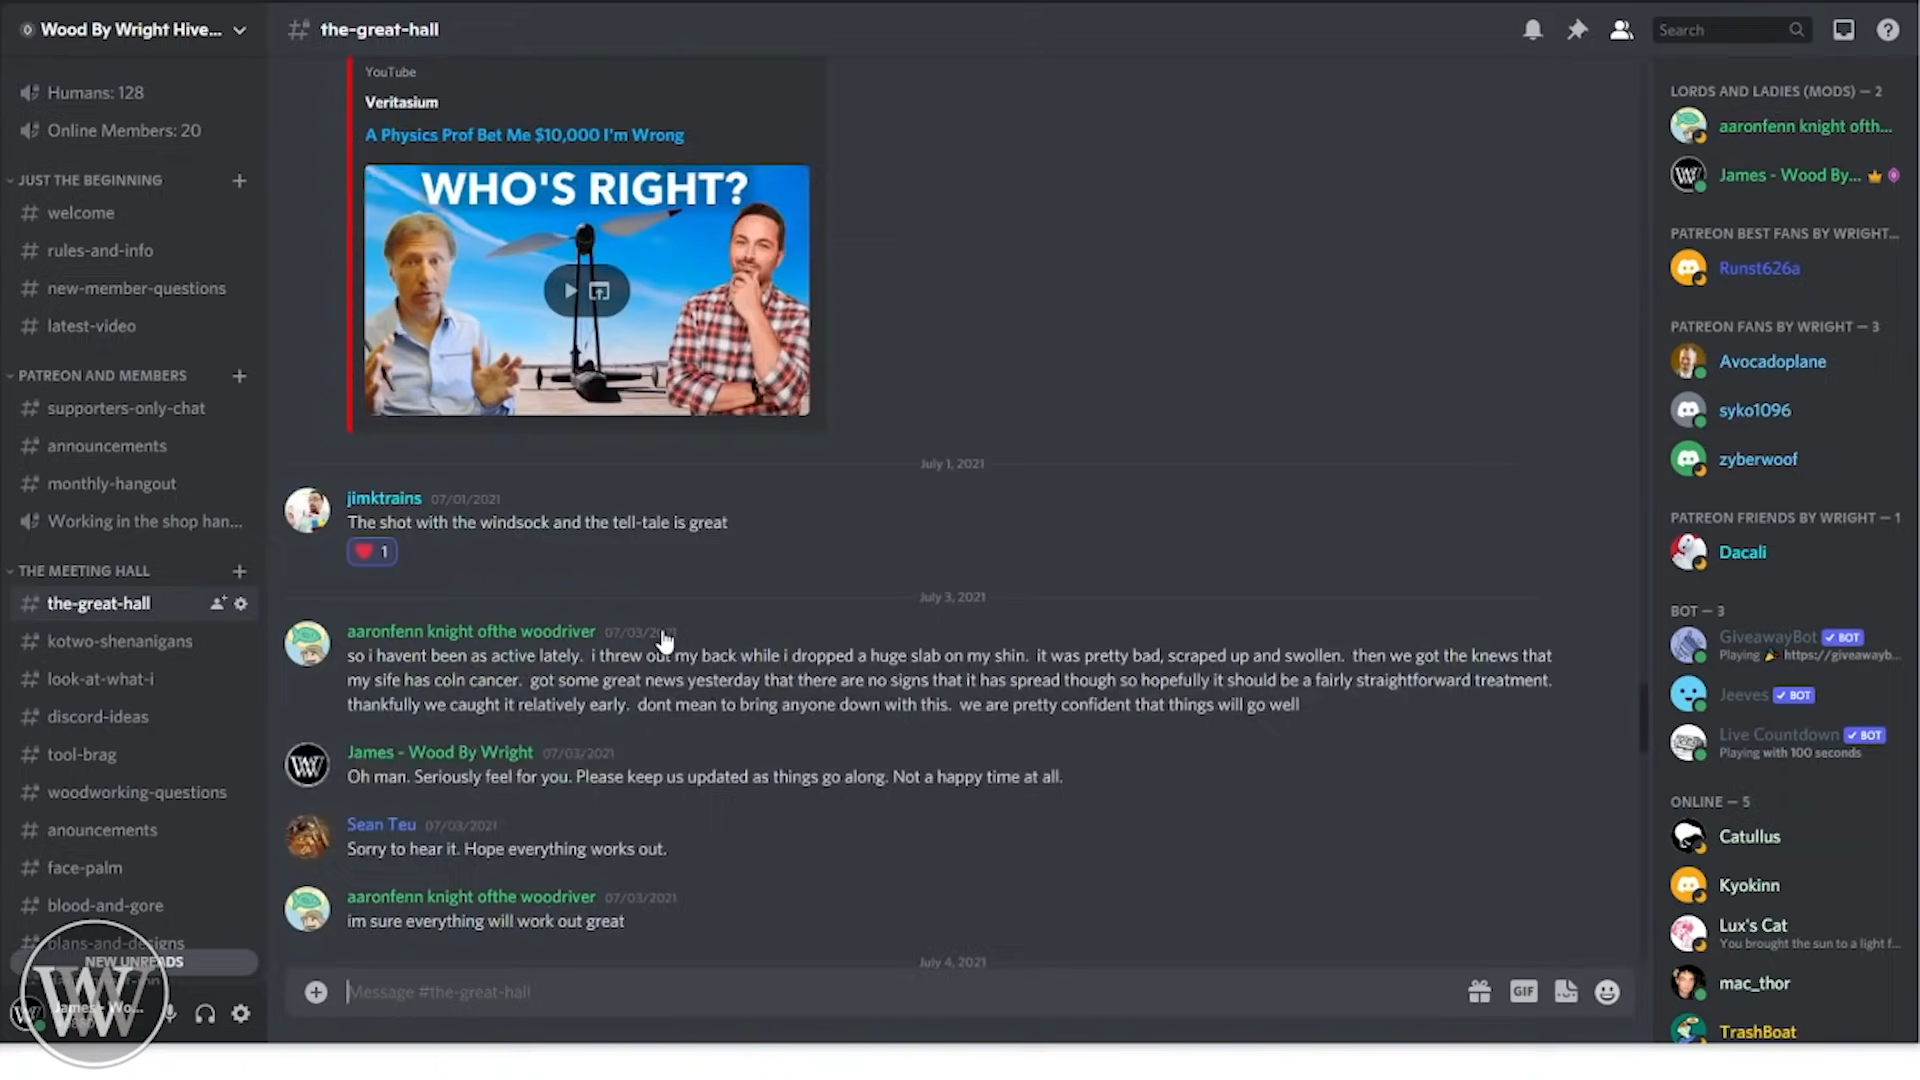 Wood By Wright Hive...
Humans: 128
Online Members: 20
JUST THE BEGINNING
welcome
rules-and-info
new-member-questions
latest-video
PATREON AND MEMBERS
supporters-only-chat
announcements
monthly-hangout
Working in the shop han...
THE MEETING HALL
the-great-hall
kotwo-shenanigans
look-at-what-i
discord-ideas
tool-brag
woodworking-questions
anouncements
face-palm
blood-and-gore
plans-and-designs
NEW UNREADS
James - Wo...
the-great-hall
Search
YouTube
Veritasium
A Physics Prof Bet Me $10,000 I'm Wrong
WHO'S RIGHT?
July 1, 2021
jimktrains 07/01/2021
The shot with the windsock and the tell-tale is great
1
July 3, 2021
aaronfenn knight ofthe woodriver 07/03/2021
so i havent been as active lately. i threw out my back while i dropped a huge slab on my shin. it was pretty bad, scraped up and swollen. then we got the knews that
my sife has coln cancer. got some great news yesterday that there are no signs that it has spread though so hopefully it should be a fairly straightforward treatment.
thankfully we caught it relatively early. dont mean to bring anyone down with this. we are pretty confident that things will go well
James - Wood By Wright 07/03/2021
Oh man. Seriously feel for you. Please keep us updated as things go along. Not a happy time at all.
Sean Teu 07/03/2021
Sorry to hear it. Hope everything works out.
aaronfenn knight ofthe woodriver 07/03/2021
im sure everything will work out great
July 4, 2021
Message #the-great-hall
GIF
LORDS AND LADIES (MODS) — 2
aaronfenn knight ofth...
James - Wood By...
PATREON BEST FANS BY WRIGHT...
Runst626a
PATREON FANS BY WRIGHT — 3
Avocadoplane
syko1096
zyberwoof
PATREON FRIENDS BY WRIGHT — 1
Dacali
BOT — 3
GiveawayBot BOT
Playing https://giveawayb...
Jeeves BOT
Live Countdown BOT
Playing with 100 seconds
ONLINE — 5
Catullus
Kyokinn
Lux's Cat
You brought the sun to a light f...
mac_thor
TrashBoat